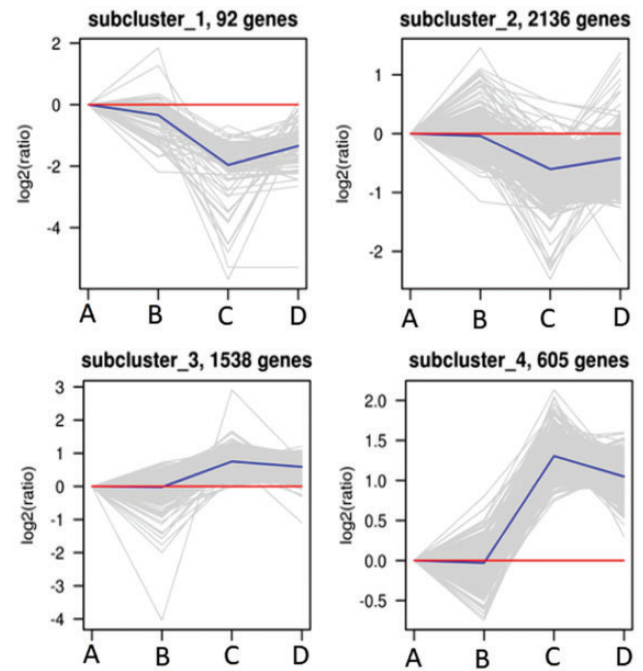 subcluster_1, 92 genes
log2(ratio)
2
0
-2
-4
A B C D
subcluster_2, 2136 genes
log2(ratio)
1
0
-1
-2
A B C D
subcluster_3, 1538 genes
log2(ratio)
3
2
1
0
-1
-2
-3
-4
A B C D
subcluster_4, 605 genes
log2(ratio)
2.0
1.5
1.0
0.5
0.0
-0.5
A B C D